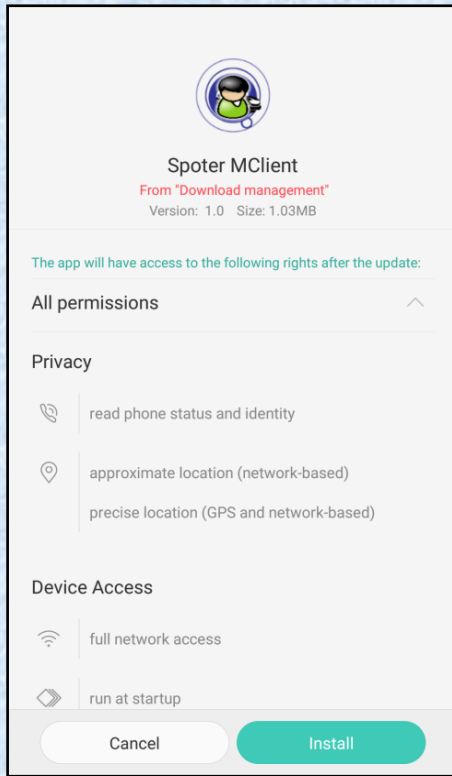 Spoter MClient
From "Download management"
Version: 1.0 Size: 1.03MB
The app will have access to the following rights after the update:
All permissions
Privacy
read phone status and identity
approximate location (network-based)
precise location (GPS and network-based)
Device Access
full network access
run at startup
Cancel
Install